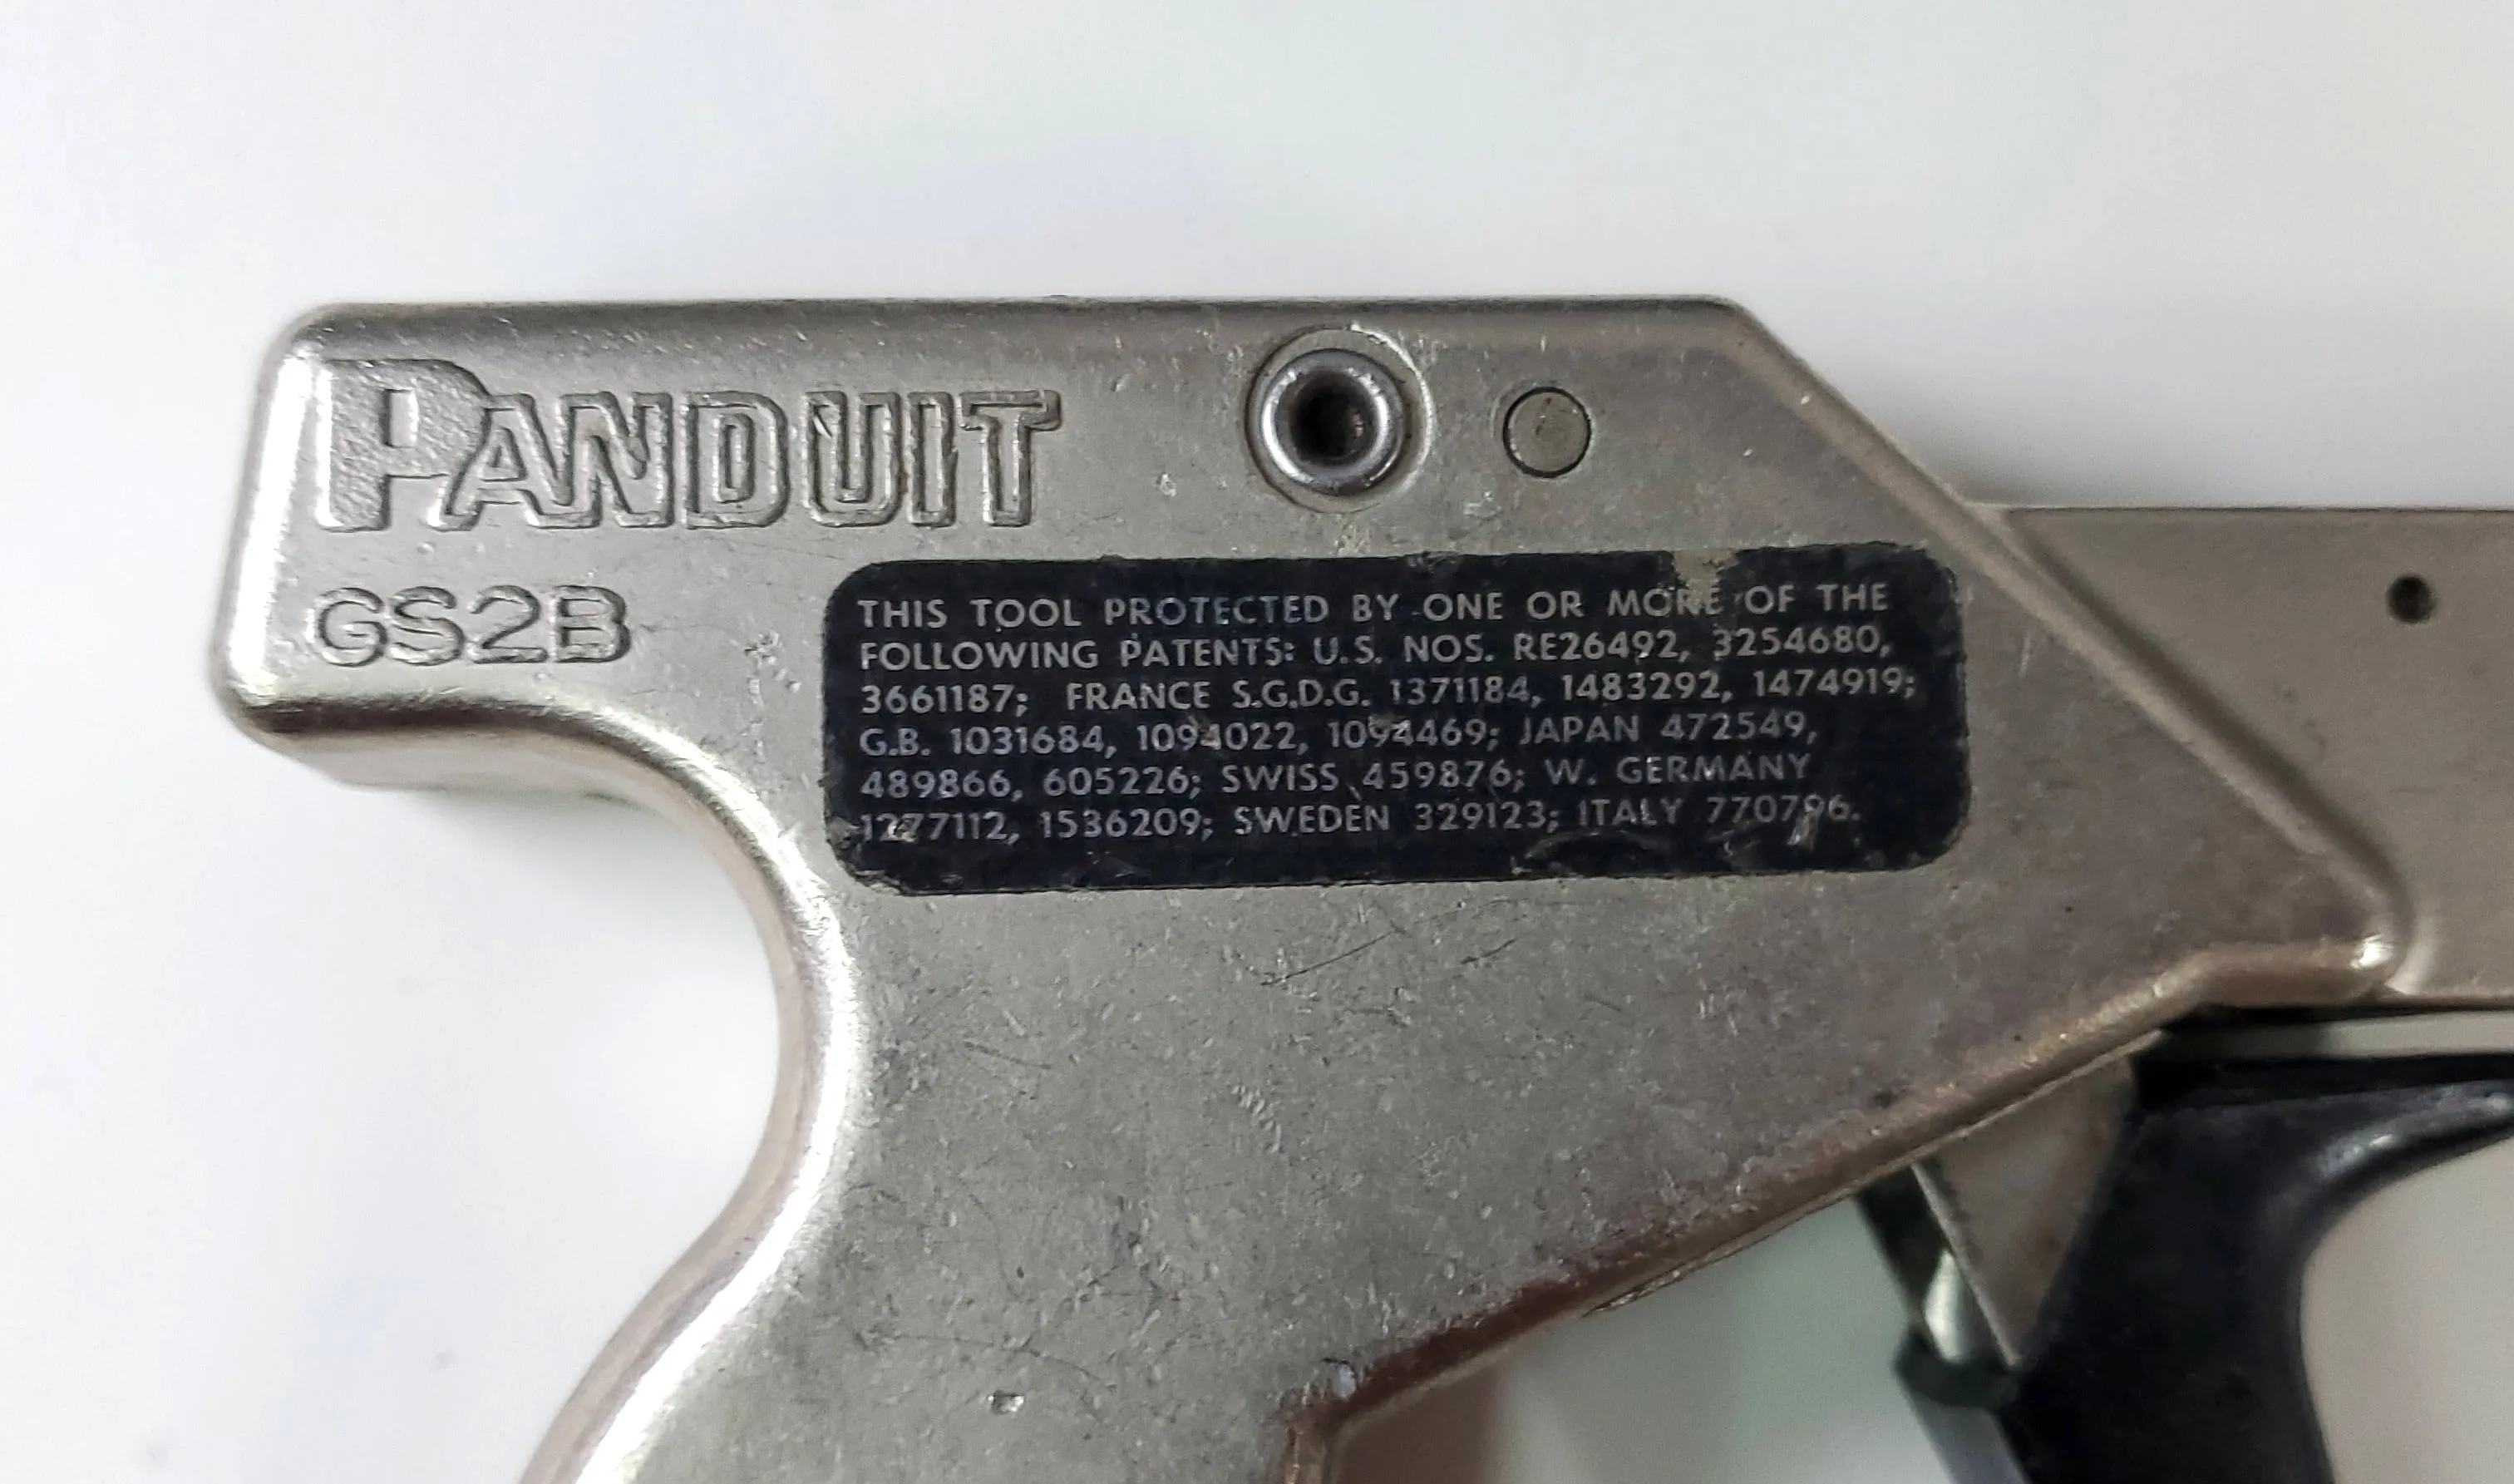 PANDUIT
GS2B
THIS TOOL PROTECTED BY ONE OR MORE OF THE
FOLLOWING PATENTS: U.S. NOS. RE26492, 3254680,
3661187; FRANCE S.G.D.G. 1371184, 1483292, 1474919;
G.B. 1031684, 1094022, 1094469; JAPAN 472549,
489866, 605226; SWISS 459876; W. GERMANY
1277112, 1536209; SWEDEN 329123; ITALY 770796.